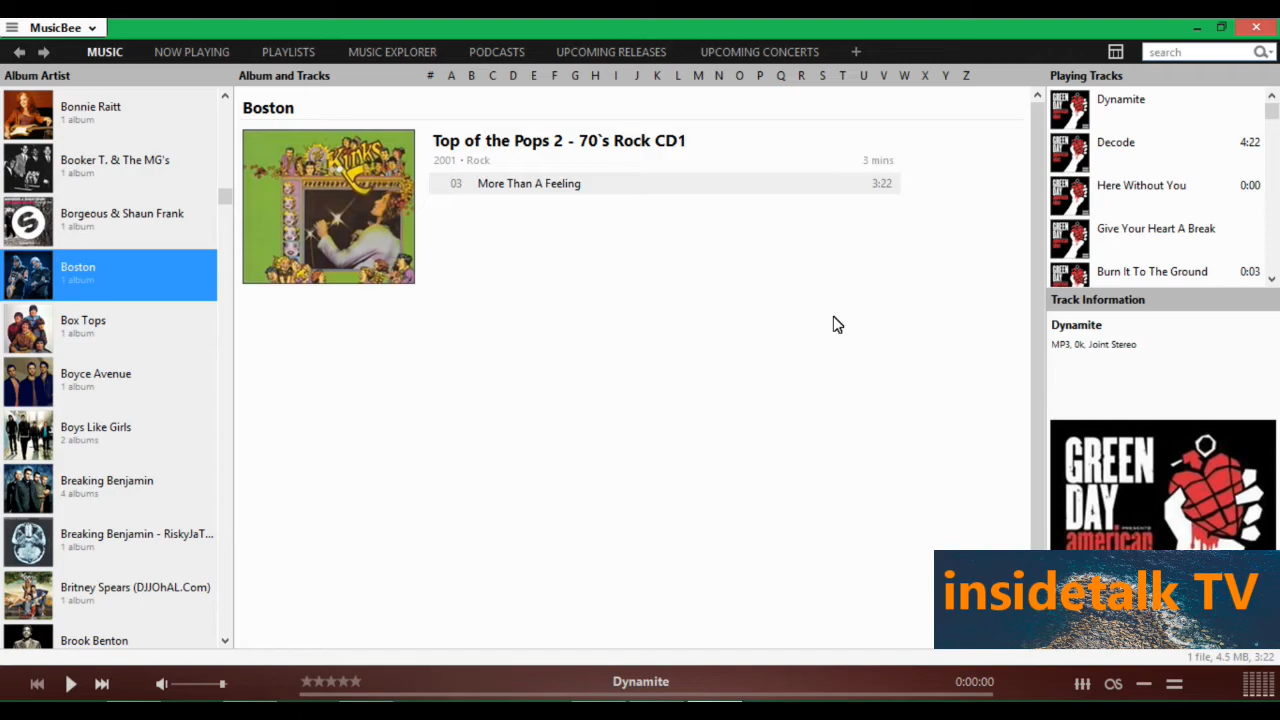 MusicBee
MUSIC NOW PLAYING PLAYLISTS MUSIC EXPLORER PODCASTS UPCOMING RELEASES UPCOMING CONCERTS +
search
Album Artist
Bonnie Raitt
1 album
Booker T. & The MG's
1 album
Borgeous & Shaun Frank
1 album
Boston
1 album
Box Tops
1 album
Boyce Avenue
1 album
Boys Like Girls
2 albums
Breaking Benjamin
4 albums
Breaking Benjamin - RiskyJaT...
1 album
Britney Spears (DJJOhAL.Com)
1 album
Brook Benton
Album and Tracks
# A B C D E F G H I J K L M N O P Q R S T U V W X Y Z
Boston
Kinks
Top of the Pops 2 - 70`s Rock CD1
2001 • Rock 3 mins
03 More Than A Feeling 3:22
Playing Tracks
Dynamite
Decode 4:22
Here Without You 0:00
Give Your Heart A Break
Burn It To The Ground 0:03
Track Information
Dynamite
MP3, 0k, Joint Stereo
GREEN
DAY
PRESENTS
american
insidetalk TV
1 file, 4.5 MB, 3:22
Dynamite
0:00:00